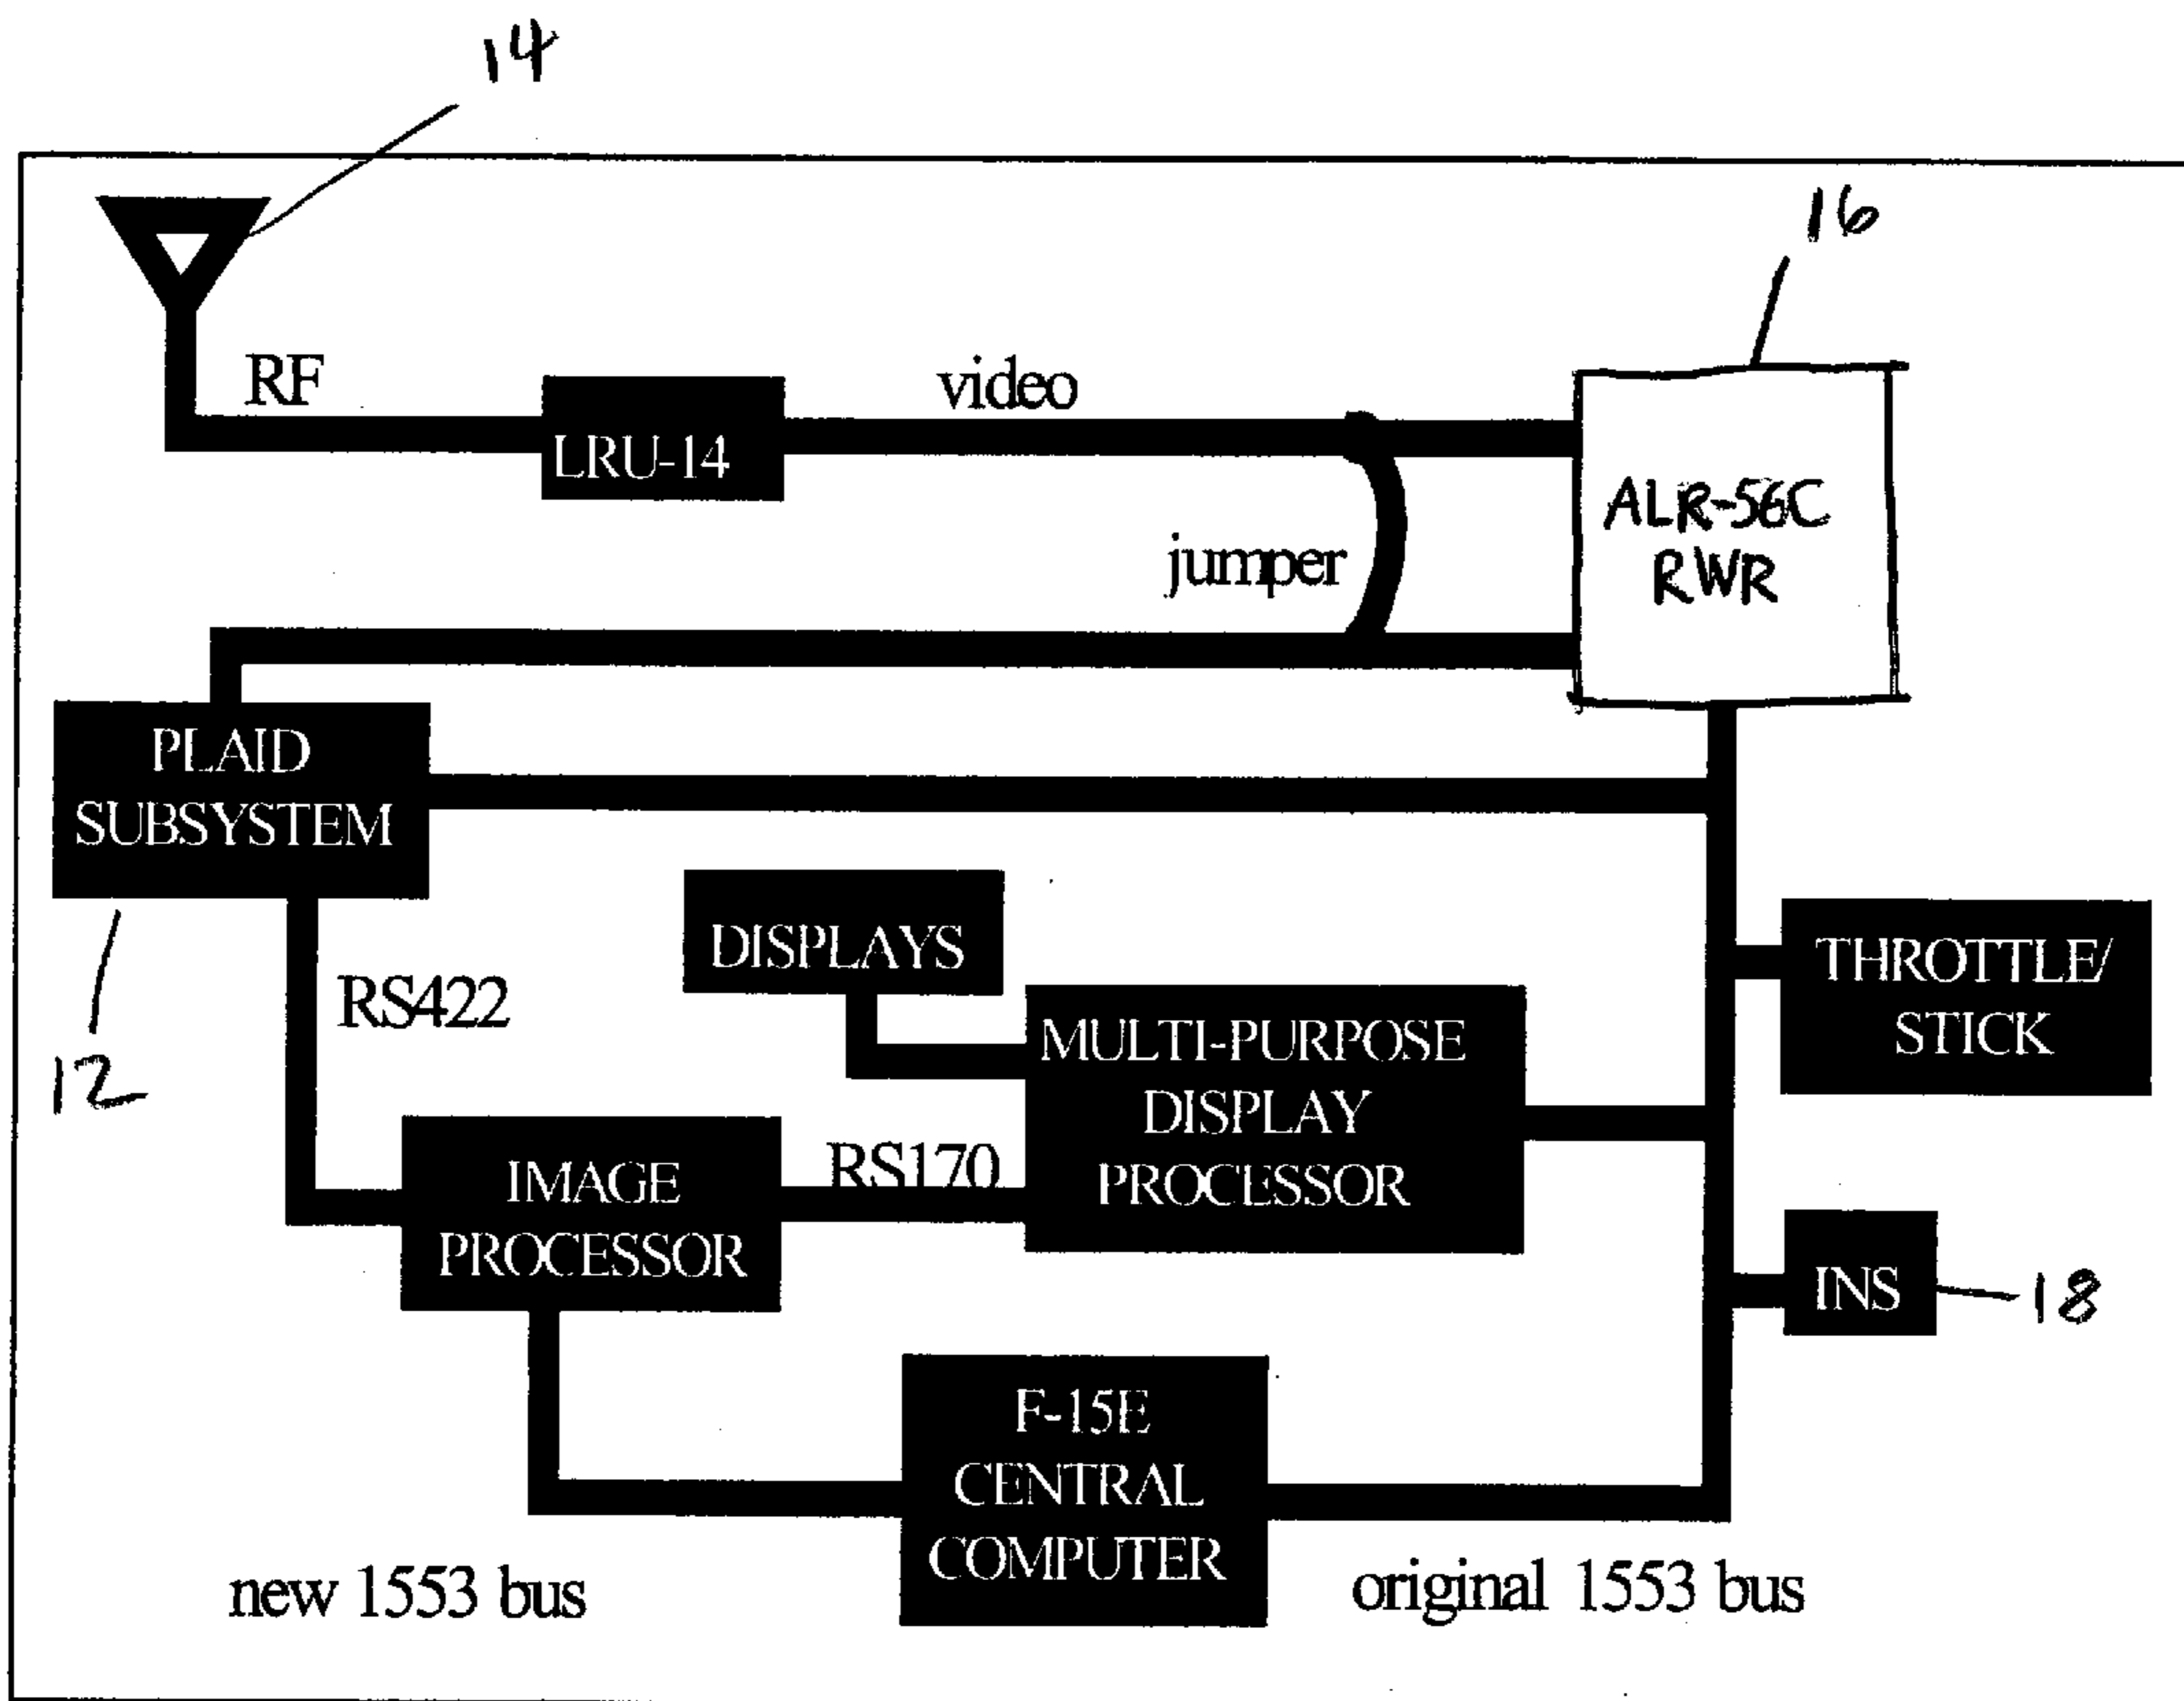 14
16
RF
video
LRU-14
ALR-56C
RWR
jumper
PLAID
SUBSYSTEM
12
RS422
DISPLAYS
MULTI-PURPOSE
DISPLAY
PROCESSOR
THROTTLE/
STICK
IMAGE
PROCESSOR
RS170
INS
18
F-15E
CENTRAL
COMPUTER
new 1553 bus
original 1553 bus